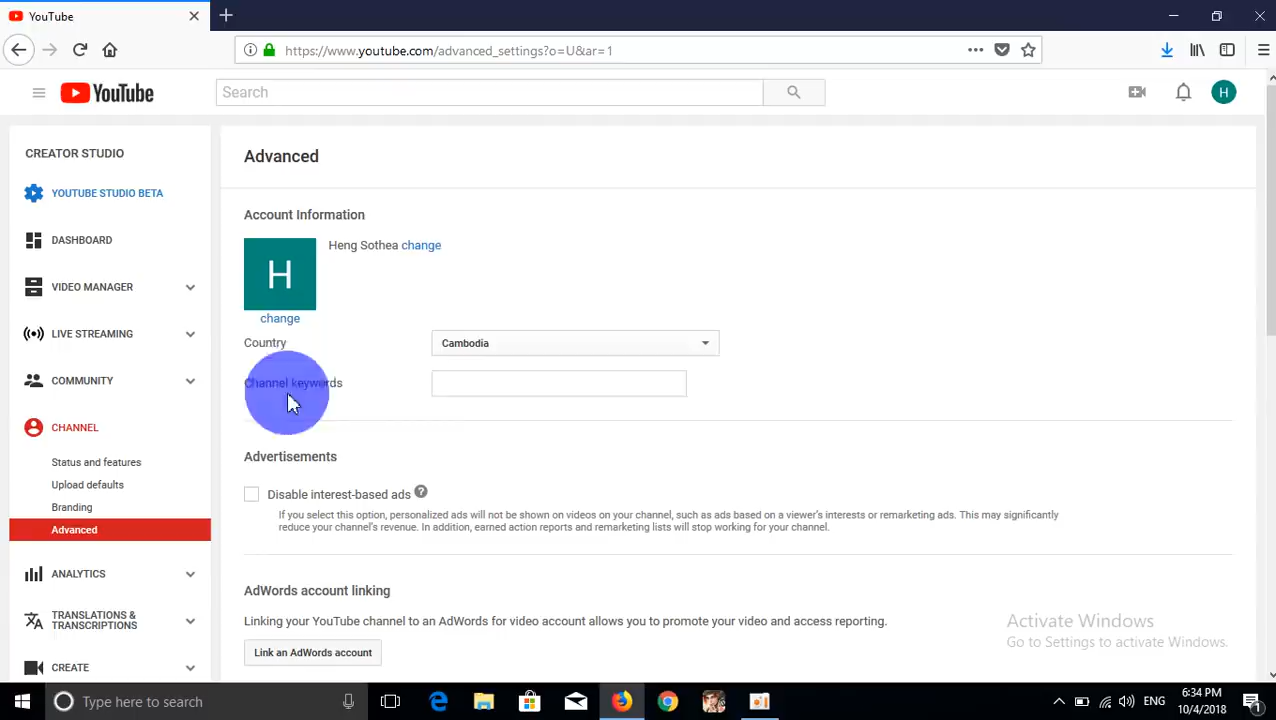 YouTube
https://www.youtube.com/advanced_settings?o=U&ar=1
YouTube
Search
H
CREATOR STUDIO
YOUTUBE STUDIO BETA
DASHBOARD
VIDEO MANAGER
LIVE STREAMING
COMMUNITY
CHANNEL
Status and features
Upload defaults
Branding
Advanced
ANALYTICS
TRANSLATIONS &
TRANSCRIPTIONS
CREATE
Advanced
Account Information
H
Heng Sothea change
change
Country
Cambodia
Channel keywords
Advertisements
Disable interest-based ads ?
If you select this option, personalized ads will not be shown on videos on your channel, such as ads based on a viewer's interests or remarketing ads. This may significantly
reduce your channel's revenue. In addition, earned action reports and remarketing lists will stop working for your channel.
AdWords account linking
Linking your YouTube channel to an AdWords for video account allows you to promote your video and access reporting.
Link an AdWords account
Activate Windows
Go to Settings to activate Windows.
Type here to search
ENG
6:34 PM
10/4/2018
1